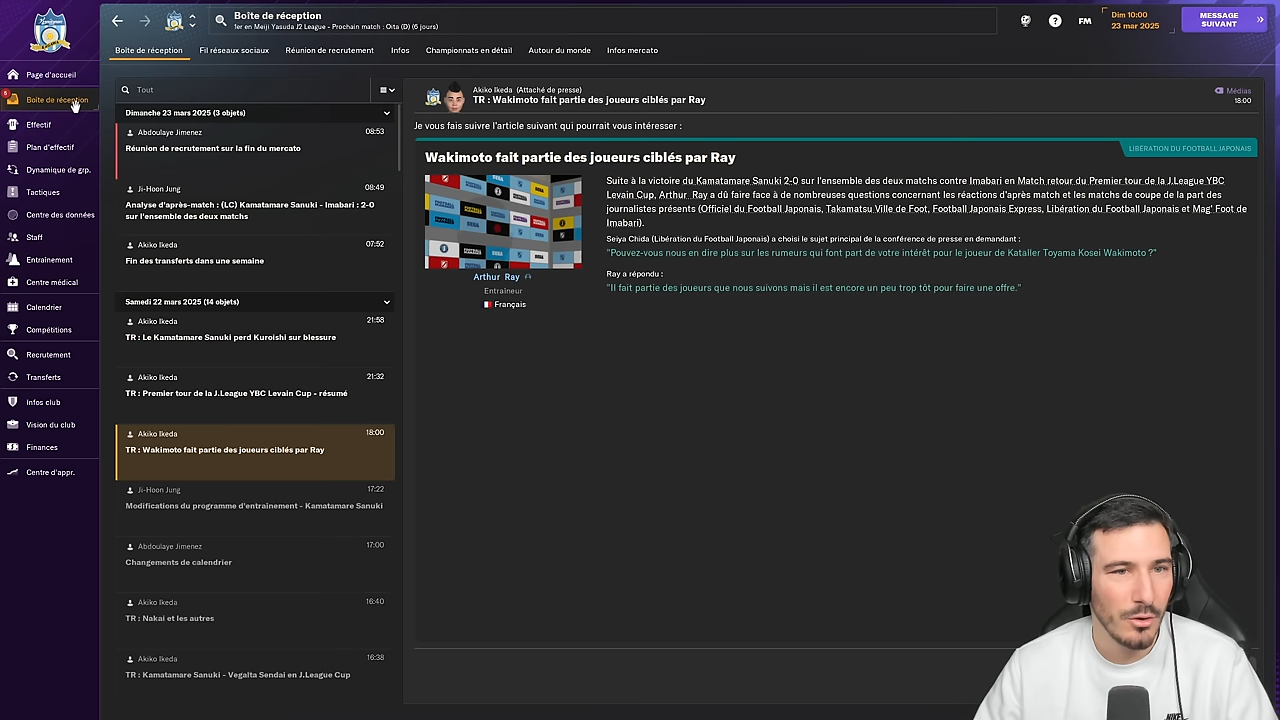 Boîte de réception
1er en Meiji Yasuda J2 League - Prochain match : Oita (D) (6 jours)
FM
Dim 10:00
23 mar 2025
MESSAGE
SUIVANT
Boîte de réception
Fil réseaux sociaux
Réunion de recrutement
Infos
Championnats en détail
Autour du monde
Infos mercato
Page d'accueil
Boîte de réception
Effectif
Plan d'effectif
Dynamique de grp.
Tactiques
Centre des données
Staff
Entraînement
Centre médical
Calendrier
Compétitions
Recrutement
Transferts
Infos club
Vision du club
Finances
Centre d'appr.
Tout
Dimanche 23 mars 2025 (3 objets)
Abdoulaye Jimenez 08:53
Réunion de recrutement sur la fin du mercato
Ji-Hoon Jung 08:49
Analyse d'après-match : (LC) Kamatamare Sanuki - Imabari : 2-0
sur l'ensemble des deux matchs
Akiko Ikeda 07:52
Fin des transferts dans une semaine
Samedi 22 mars 2025 (14 objets)
Akiko Ikeda 21:58
TR : Le Kamatamare Sanuki perd Kuroishi sur blessure
Akiko Ikeda 21:32
TR : Premier tour de la J.League YBC Levain Cup - résumé
Akiko Ikeda 18:00
TR : Wakimoto fait partie des joueurs ciblés par Ray
Ji-Hoon Jung 17:22
Modifications du programme d'entraînement - Kamatamare Sanuki
Abdoulaye Jimenez 17:00
Changements de calendrier
Akiko Ikeda 16:40
TR : Nakai et les autres
Akiko Ikeda 16:38
TR : Kamatamare Sanuki - Vegalta Sendai en J.League Cup
Akiko Ikeda (Attaché de presse)
TR : Wakimoto fait partie des joueurs ciblés par Ray
Médias
18:00
Je vous fais suivre l'article suivant qui pourrait vous intéresser :
LIBÉRATION DU FOOTBALL JAPONAIS
Wakimoto fait partie des joueurs ciblés par Ray
Arthur Ray
Entraîneur
Français
Suite à la victoire du Kamatamare Sanuki 2-0 sur l'ensemble des deux matchs contre Imabari en Match retour du Premier tour de la J.League YBC
Levain Cup, Arthur Ray a dû faire face à de nombreuses questions concernant les réactions d'après match et les matchs de coupe de la part des
journalistes présents (Officiel du Football Japonais, Takamatsu Ville de Foot, Football Japonais Express, Libération du Football Japonais et Mag' Foot de
Imabari).
Seiya Chida (Libération du Football Japonais) a choisi le sujet principal de la conférence de presse en demandant :
"Pouvez-vous nous en dire plus sur les rumeurs qui font part de votre intérêt pour le joueur de Kataller Toyama Kosei Wakimoto ?"
Ray a répondu :
"Il fait partie des joueurs que nous suivons mais il est encore un peu trop tôt pour faire une offre."